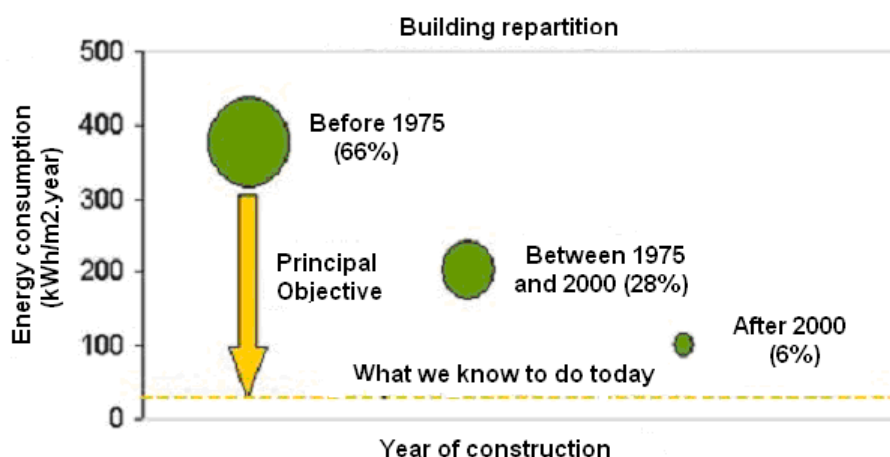 Building repartition
500
400
300
200
100
0
Energy consumption
(kWh/m2.year)
Before 1975
(66%)
Principal
Objective
Between 1975
and 2000 (28%)
After 2000
(6%)
What we know to do today
Year of construction